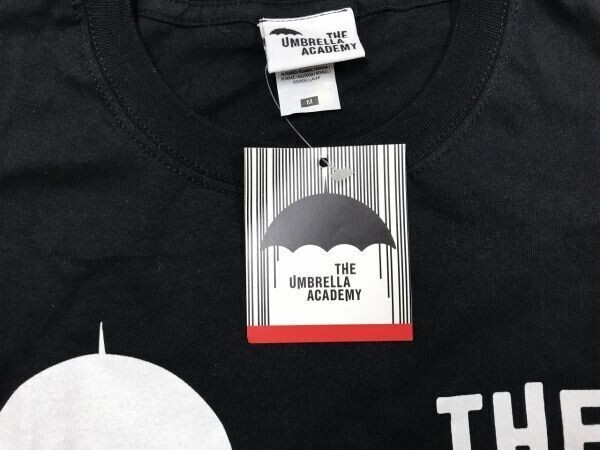 THE
UMBRELLA
ACADEMY
M
THE
UMBRELLA
ACADEMY
THE